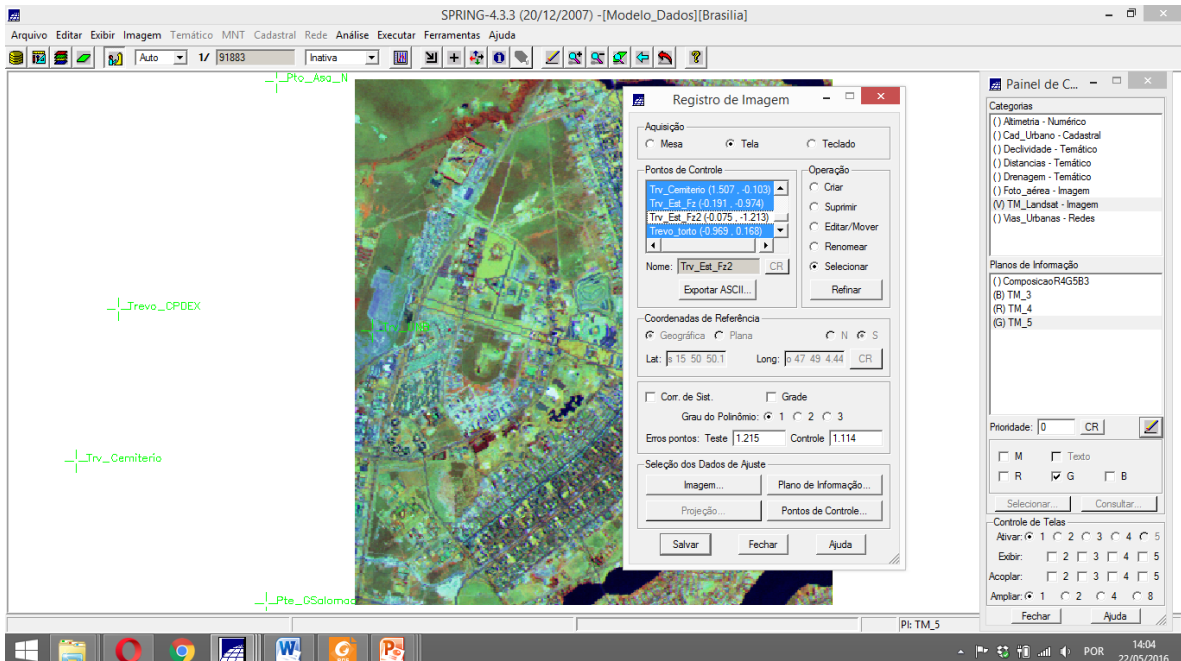 SPRING-4.3.3 (20/12/2007) -[Modelo_Dados][Brasilia]
Arquivo Editar Exibir Imagem Temático MNT Cadastral Rede Análise Executar Ferramentas Ajuda
Auto 1/ 91883 Inativa
Pto_Asa_N
Trevo_CPDEX
Trv_Cemiterio
Pte_GSalomao
Registro de Imagem
Aquisição
Mesa Tela Teclado
Pontos de Controle
Trv_Cemiterio (1.507 , -0.103)
Trv_Est_Fz (-0.191 , -0.974)
Trv_Est_Fz2 (-0.075 , -1.213)
Trevo_torto (-0.969 , 0.168)
Nome: Trv_Est_Fz2 CR
Exportar ASCII...
Operação
Criar
Suprimir
Editar/Mover
Renomear
Selecionar
Refinar
Coordenadas de Referência
Geográfica Plana N S
Lat: s 15 50 50.1 Long: o 47 49 4.44 CR
Corr. de Sist. Grade
Grau do Polinômio: 1 2 3
Erros pontos: Teste 1.215 Controle 1.114
Seleção dos Dados de Ajuste
Imagem... Plano de Informação...
Projeção... Pontos de Controle...
Salvar Fechar Ajuda
Painel de C...
Categorias
( ) Altimetria - Numérico
( ) Cad_Urbano - Cadastral
( ) Declividade - Temático
( ) Distancias - Temático
( ) Drenagem - Temático
( ) Foto_aérea - Imagem
(V) TM_Landsat - Imagem
( ) Vias_Urbanas - Redes
Planos de Informação
( ) ComposicaoR4G5B3
(B) TM_3
(R) TM_4
(G) TM_5
Prioridade: 0 CR
M Texto
R G B
Selecionar... Consultar...
Controle de Telas
Ativar: 1 2 3 4 5
Exibir: 2 3 4 5
Acoplar: 2 3 4 5
Ampliar: 1 2 4 8
Fechar Ajuda
PI: TM_5
POR
14:04
22/05/2016